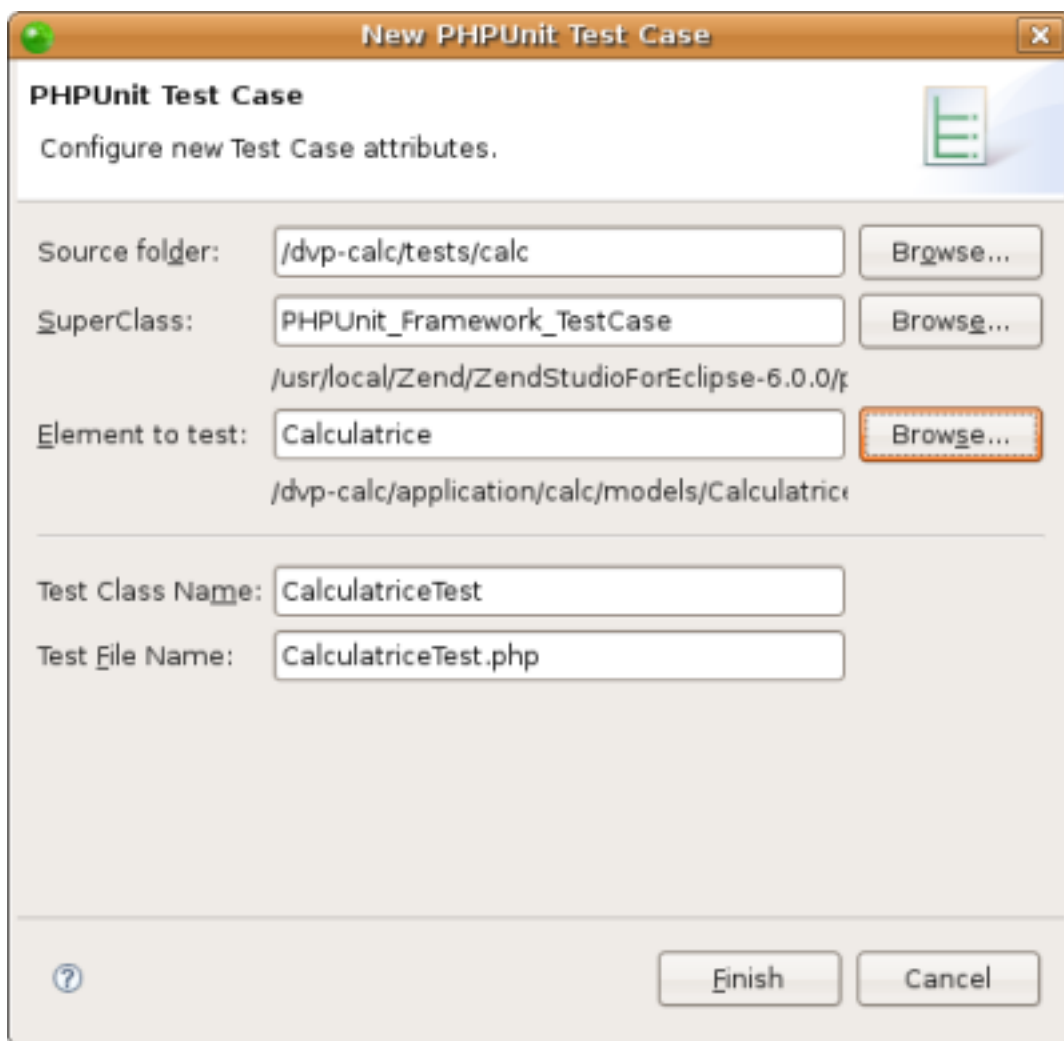 New PHPUnit Test Case
PHPUnit Test Case
Configure new Test Case attributes.
Source folder: /dvp-calc/tests/calc Browse...
SuperClass: PHPUnit_Framework_TestCase Browse...
/usr/local/Zend/ZendStudioForEclipse-6.0.0/p
Element to test: Calculatrice Browse...
/dvp-calc/application/calc/models/Calculatrice
Test Class Name: CalculatriceTest
Test File Name: CalculatriceTest.php
Finish Cancel